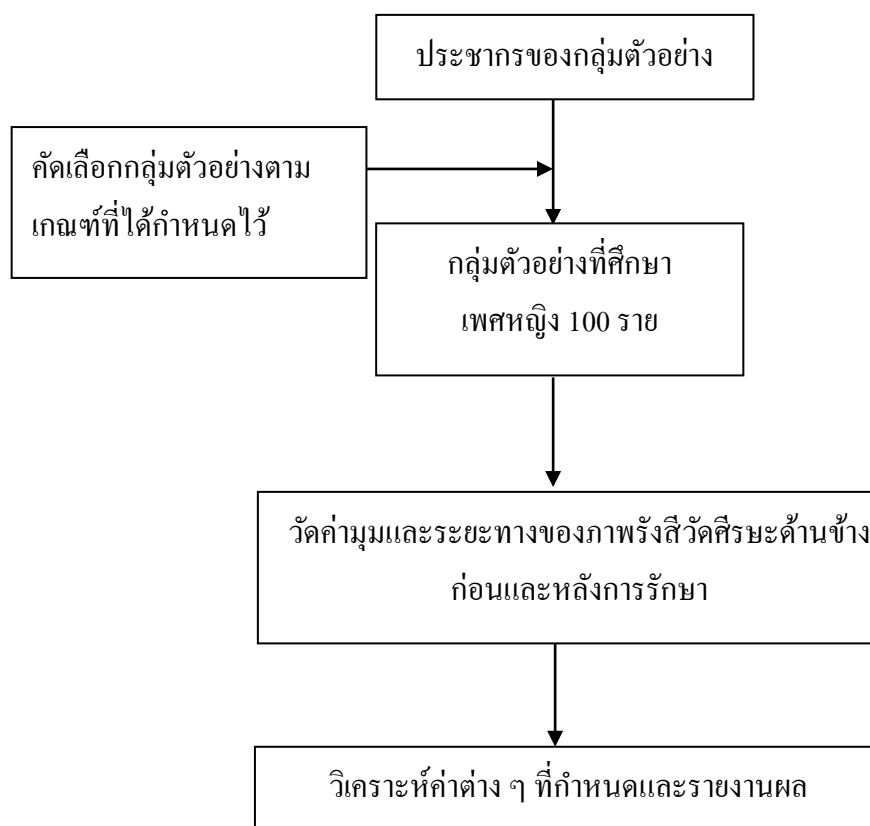 ประชากรของกลุ่มตัวอย่าง
คัดเลือกกลุ่มตัวอย่างตาม
เกณฑ์ที่ได้กำหนดไว้
กลุ่มตัวอย่างที่ศึกษา
เพศหญิง 100 ราย
วัดค่ามุมและระยะทางของภาพรังสีวัดศีรษะด้านข้าง
ก่อนและหลังการรักษา
วิเคราะห์ค่าต่าง ๆ ที่กำหนดและรายงานผล